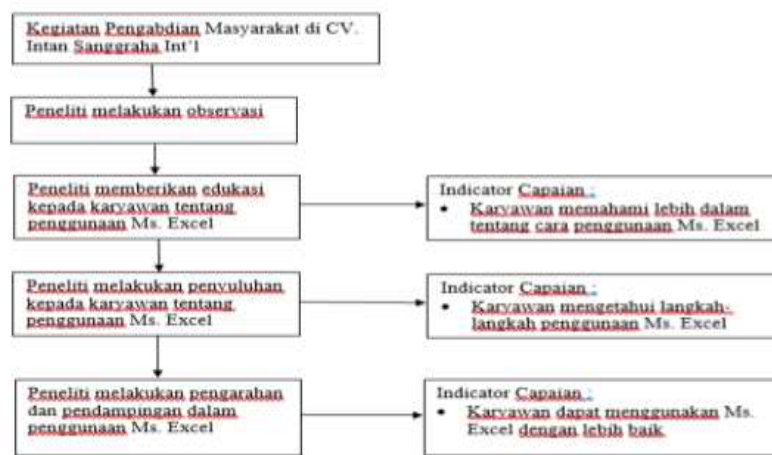 Kegiatan Pengabdian Masyarakat di CV.
Intan Sanggraha Int'l
Peneliti melakukan observasi
Peneliti memberikan edukasi
kepada karyawan tentang
penggunaan Ms. Excel
Indicator Capaian :
• Karyawan memahami lebih dalam
tentang cara penggunaan Ms. Excel
Peneliti melakukan penyuluhan
kepada karyawan tentang
penggunaan Ms. Excel
Indicator Capaian :
• Karyawan mengetahui langkah-
langkah penggunaan Ms. Excel
Peneliti melakukan pengarahan
dan pendampingan dalam
penggunaan Ms. Excel
Indicator Capaian :
• Karyawan dapat menggunakan Ms.
Excel dengan lebih baik